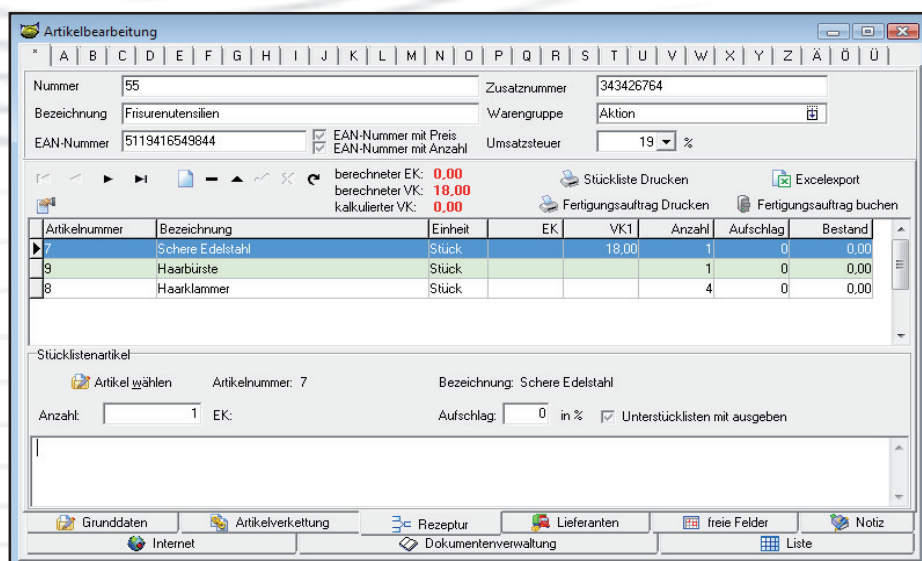 Artikelbearbeitung
* A B C D E F G H I J K L M N O P Q R S T U V W X Y Z Ä Ö Ü
Nummer 55 Zusatznummer 343426764
Bezeichnung Frisurenutensilien Warengruppe Aktion
EAN-Nummer 5119416549844 EAN-Nummer mit Preis Umsatzsteuer 19 %
EAN-Nummer mit Anzahl
berechneter EK: 0,00 Stückliste Drucken Excelexport
berechneter VK: 18,00
kalkulierter VK: 0,00 Fertigungsauftrag Drucken Fertigungsauftrag buchen
Artikelnummer Bezeichnung Einheit EK VK1 Anzahl Aufschlag Bestand
7 Schere Edelstahl Stück 18,00 1 0 0,00
9 Haarbürste Stück 1 0 0,00
8 Haarklammer Stück 4 0 0,00
Stücklistenartikel
Artikel wählen Artikelnummer: 7 Bezeichnung: Schere Edelstahl
Anzahl: 1 EK: Aufschlag: 0 in % Unterstücklisten mit ausgeben
Grunddaten Artikelverkettung Rezeptur Lieferanten freie Felder Notiz
Internet Dokumentenverwaltung Liste